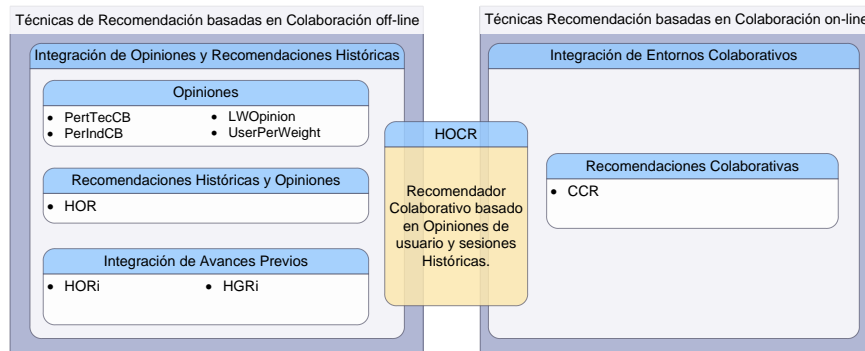 Técnicas de Recomendación basadas en Colaboración off-line
Integración de Opiniones y Recomendaciones Históricas
Opiniones
• PertTecCB
• PerIndCB
• LWOpinion
• UserPerWeight
Recomendaciones Históricas y Opiniones
• HOR
Integración de Avances Previos
• HORi
• HGRi
HOCR
Recomendador
Colaborativo basado
en Opiniones de
usuario y sesiones
Históricas.
Técnicas Recomendación basadas en Colaboración on-line
Integración de Entornos Colaborativos
Recomendaciones Colaborativas
• CCR